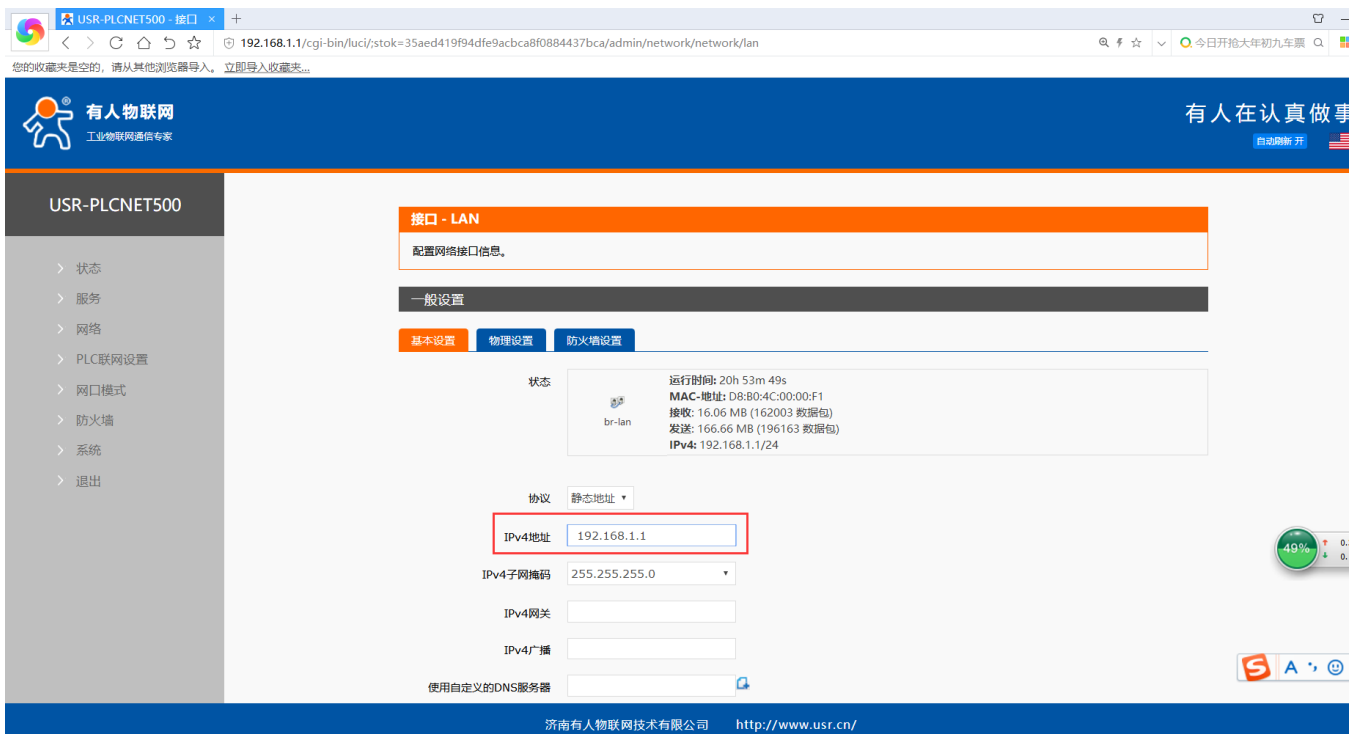 USR-PLCNET500 - 接口 × +
192.168.1.1/cgi-bin/luci/;stok=35aed419f94dfe9acbca8f0884437bca/admin/network/network/lan
今日开抢大年初九车票
您的收藏夹是空的，请从其他浏览器导入。 立即导入收藏夹...
有人物联网
工业物联网通信专家
有人在认真做事
自动刷新 开
USR-PLCNET500
状态
服务
网络
PLC联网设置
网口模式
防火墙
系统
退出
接口 - LAN
配置网络接口信息。
一般设置
基本设置 物理设置 防火墙设置
状态
br-lan
运行时间: 20h 53m 49s
MAC-地址: D8:B0:4C:00:00:F1
接收: 16.06 MB (162003 数据包)
发送: 166.66 MB (196163 数据包)
IPv4: 192.168.1.1/24
协议 静态地址
IPv4地址 192.168.1.1
IPv4子网掩码 255.255.255.0
IPv4网关
IPv4广播
使用自定义的DNS服务器
49%
济南有人物联网技术有限公司 http://www.usr.cn/